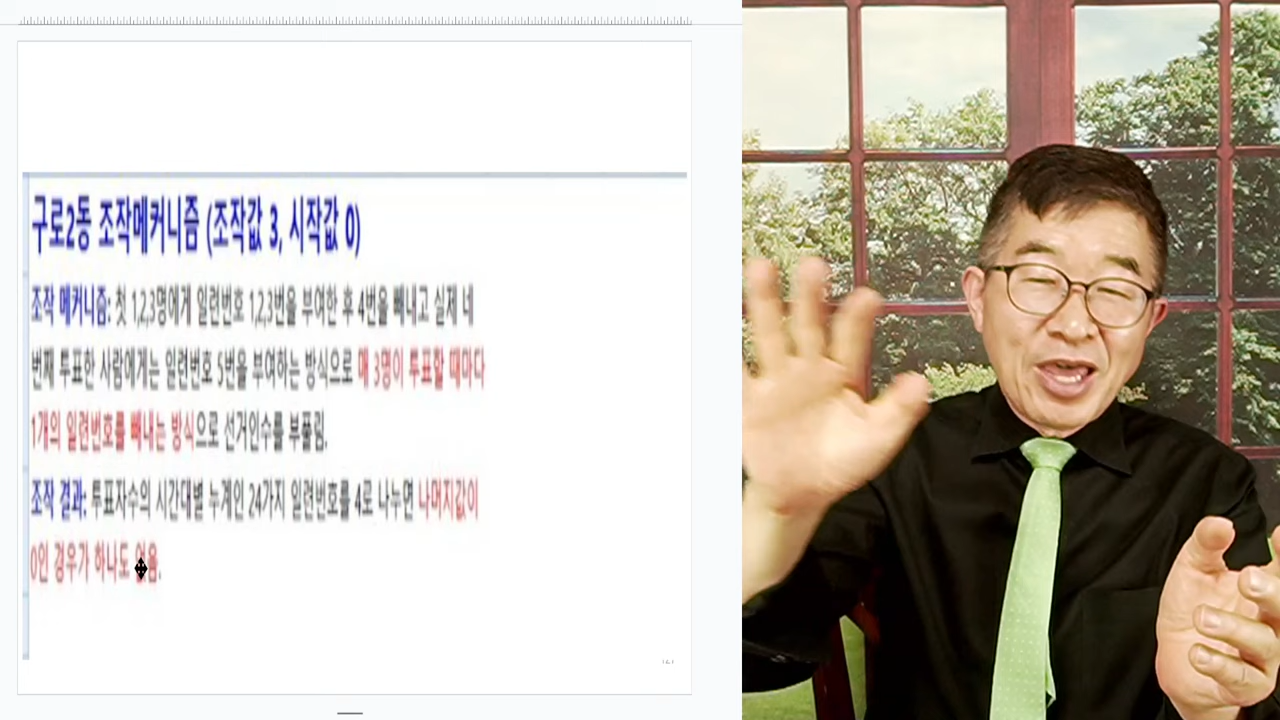 구로2동 조작메커니즘 (조작값 3, 시작값 0)
조작 메커니즘: 첫 1,2,3명에게 일련번호 1,2,3번을 부여한 후 4번을 빼내고 실제 네
번째 투표한 사람에게는 일련번호 5번을 부여하는 방식으로 매 3명이 투표할 때마다
1개의 일련번호를 빼내는 방식으로 선거인수를 부풀림.
조작 결과: 투표자수의 시간대별 누계인 24가지 일련번호를 4로 나누면 나머지값이
0인 경우가 하나도 없음.